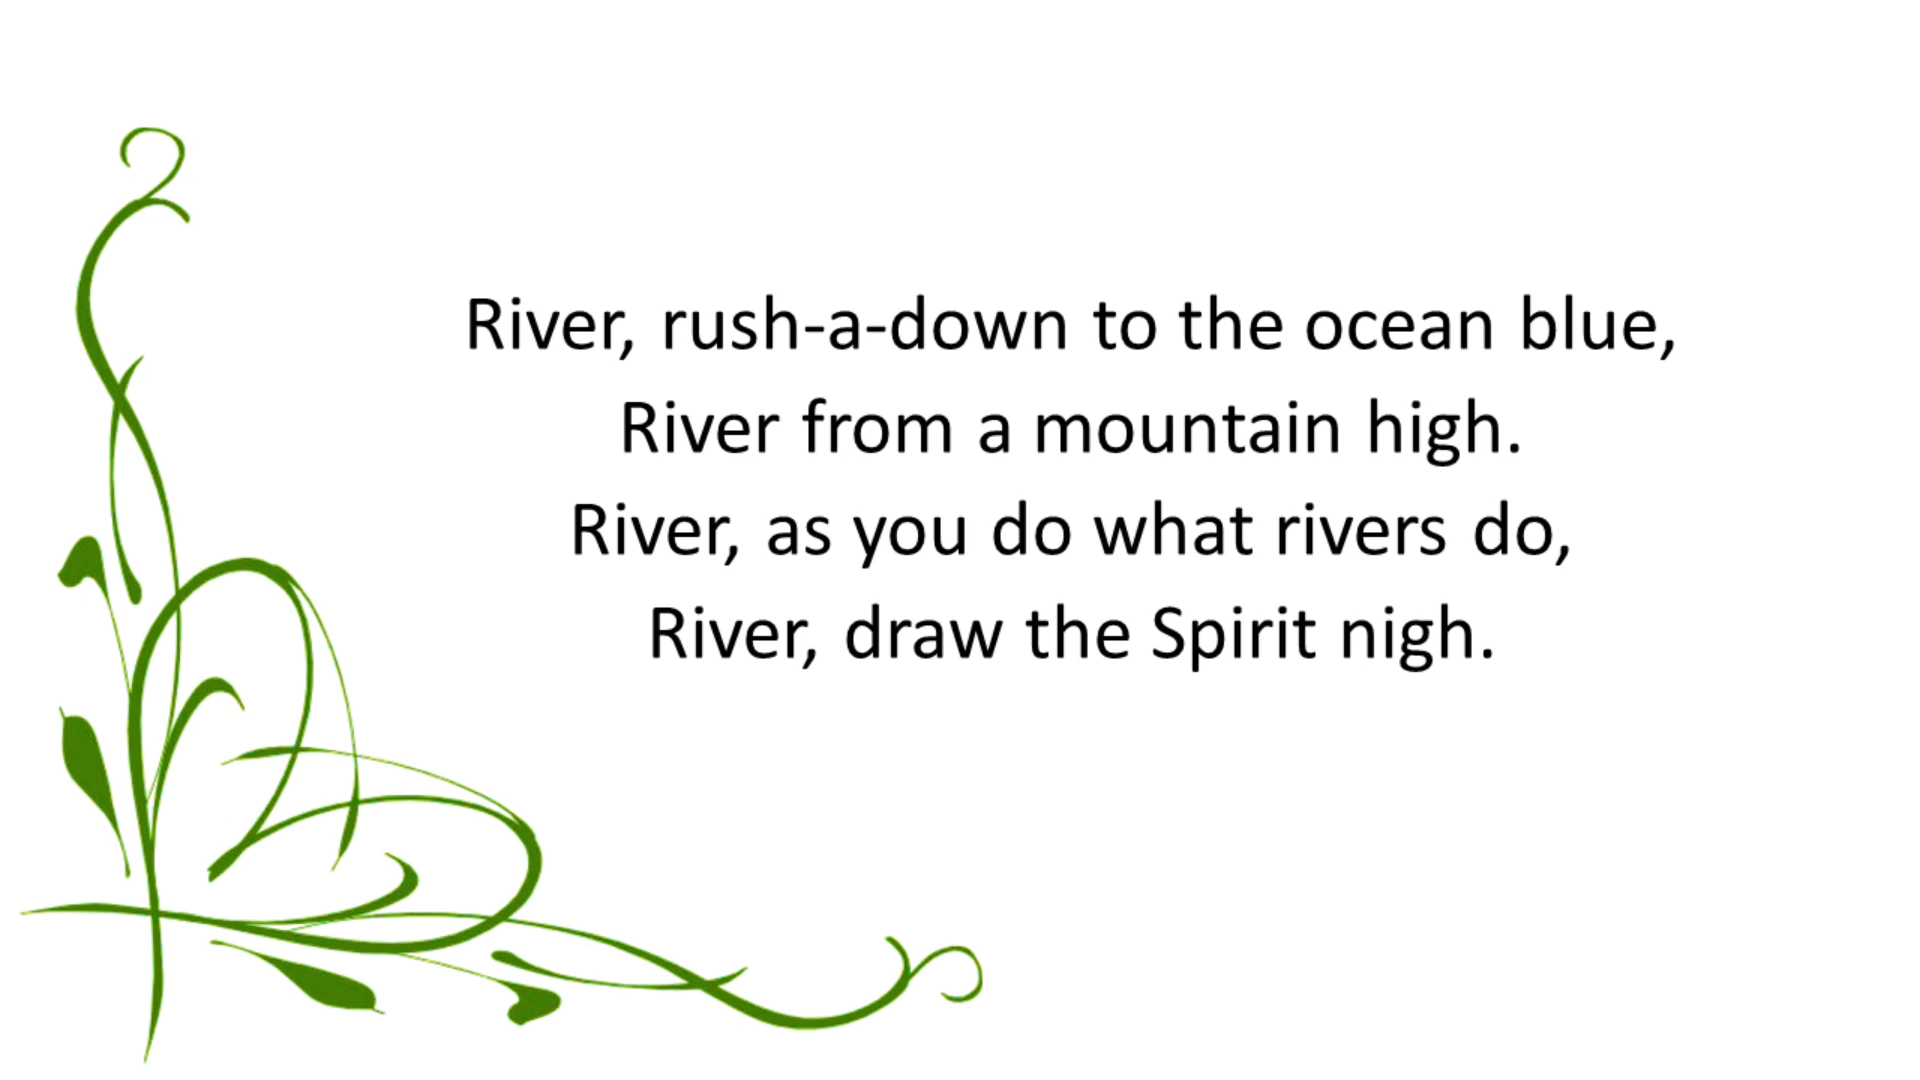 River, rush-a-down to the ocean blue,
River from a mountain high.
River, as you do what rivers do,
River, draw the Spirit nigh.